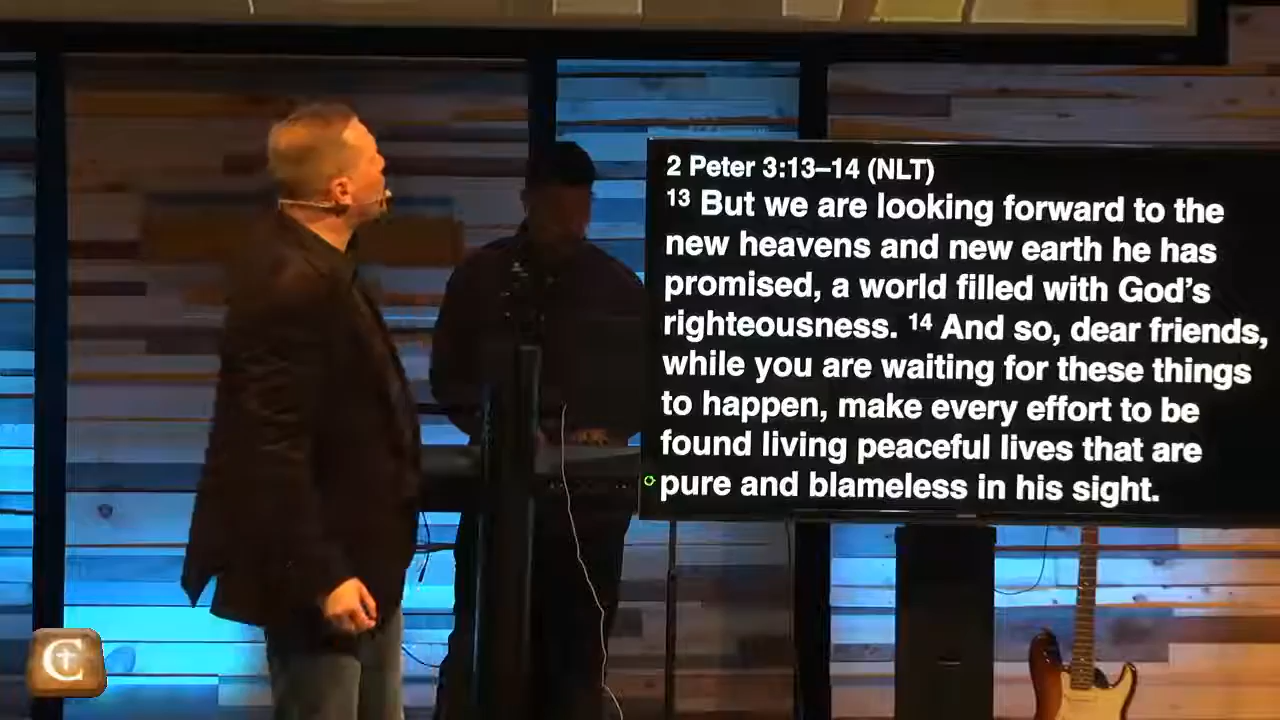 2 Peter 3:13–14 (NLT)
13 But we are looking forward to the
new heavens and new earth he has
promised, a world filled with God's
righteousness. 14 And so, dear friends,
while you are waiting for these things
to happen, make every effort to be
found living peaceful lives that are
pure and blameless in his sight.
C